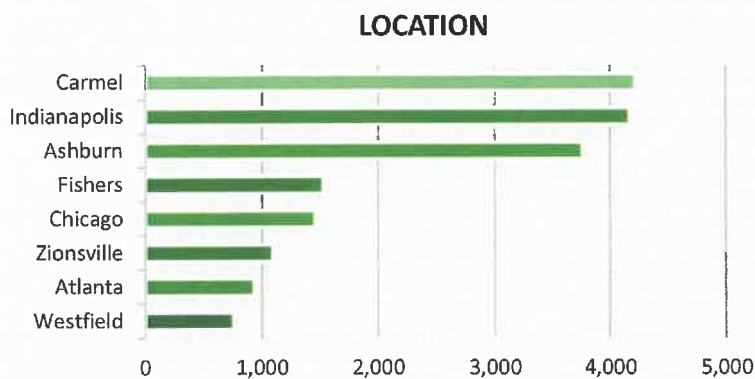 LOCATION
Carmel
Indianapolis
Ashburn
Fishers
Chicago
Zionsville
Atlanta
Westfield
0 1,000 2,000 3,000 4,000 5,000